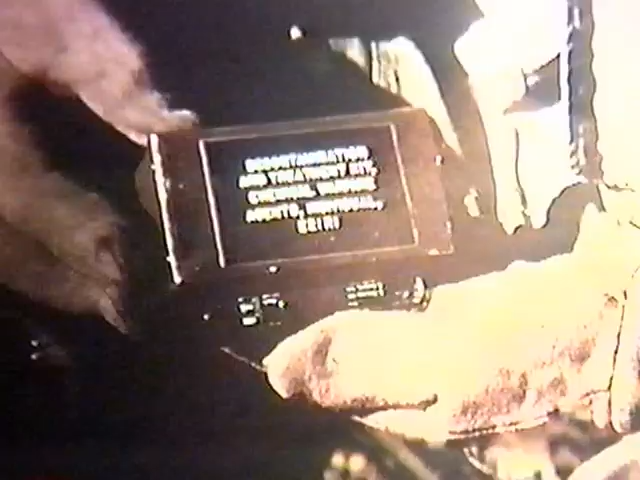 DECONTAMINATION
AND TREATMENT KIT,
CHEMICAL WARFARE
AGENTS, INDIVIDUAL,